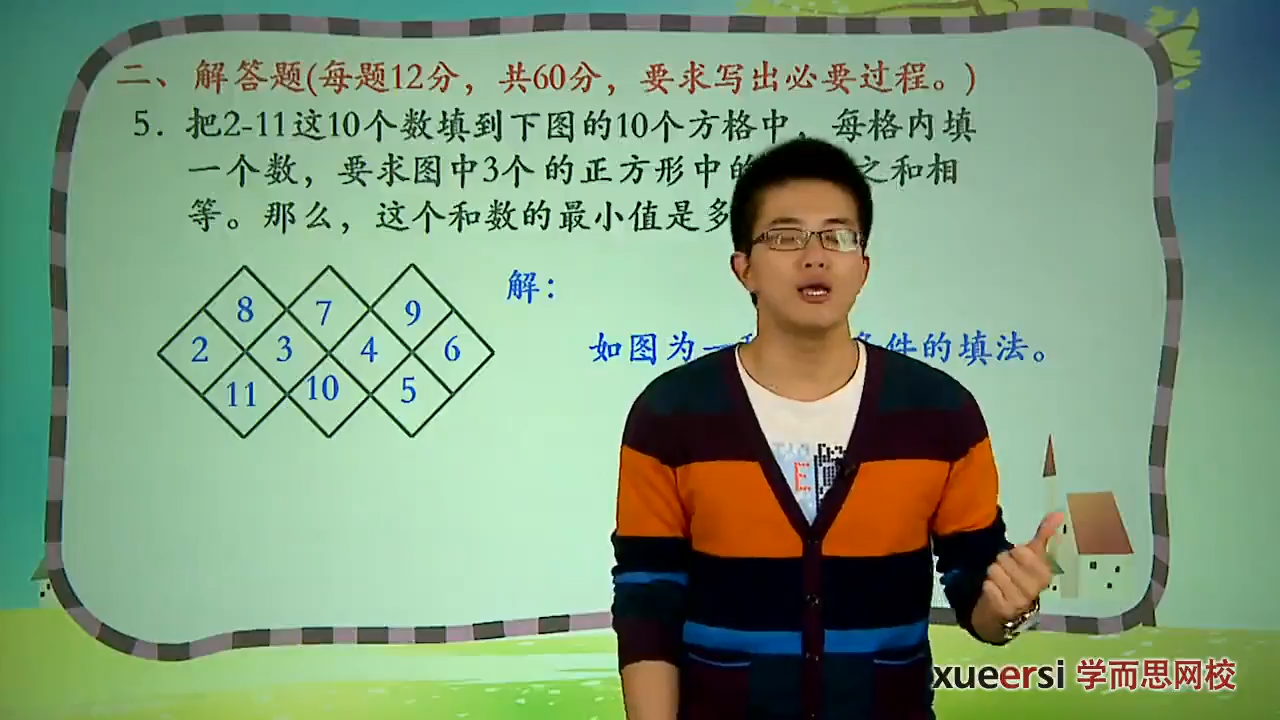 二、解答题(每题12分，共60分，要求写出必要过程。)
5. 把2-11这10个数填到下图的10个方格中，每格内填
一个数，要求图中3个的正方形中的 之和相
等。那么，这个和数的最小值是多
解：
8 7 9
2 3 4 6
11 10 5
如图为一 条件的填法。
E
xueersi 学而思网校